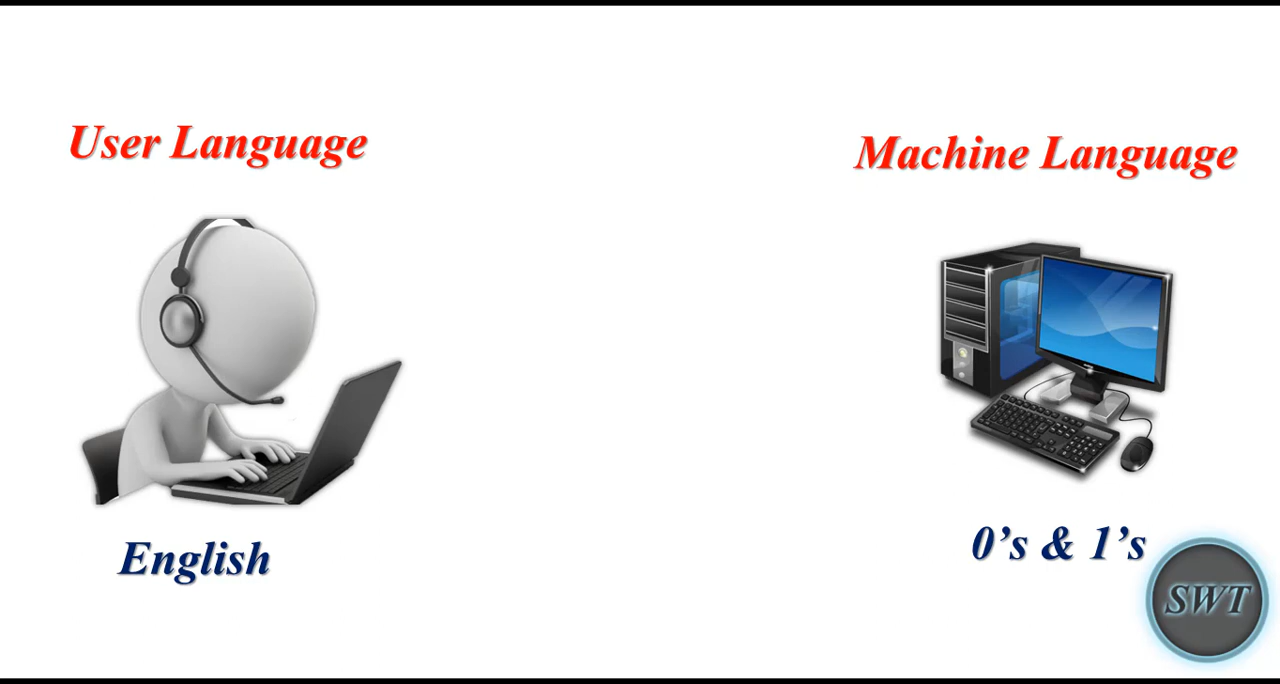 User Language
Machine Language
English
0’s & 1’s
SWT